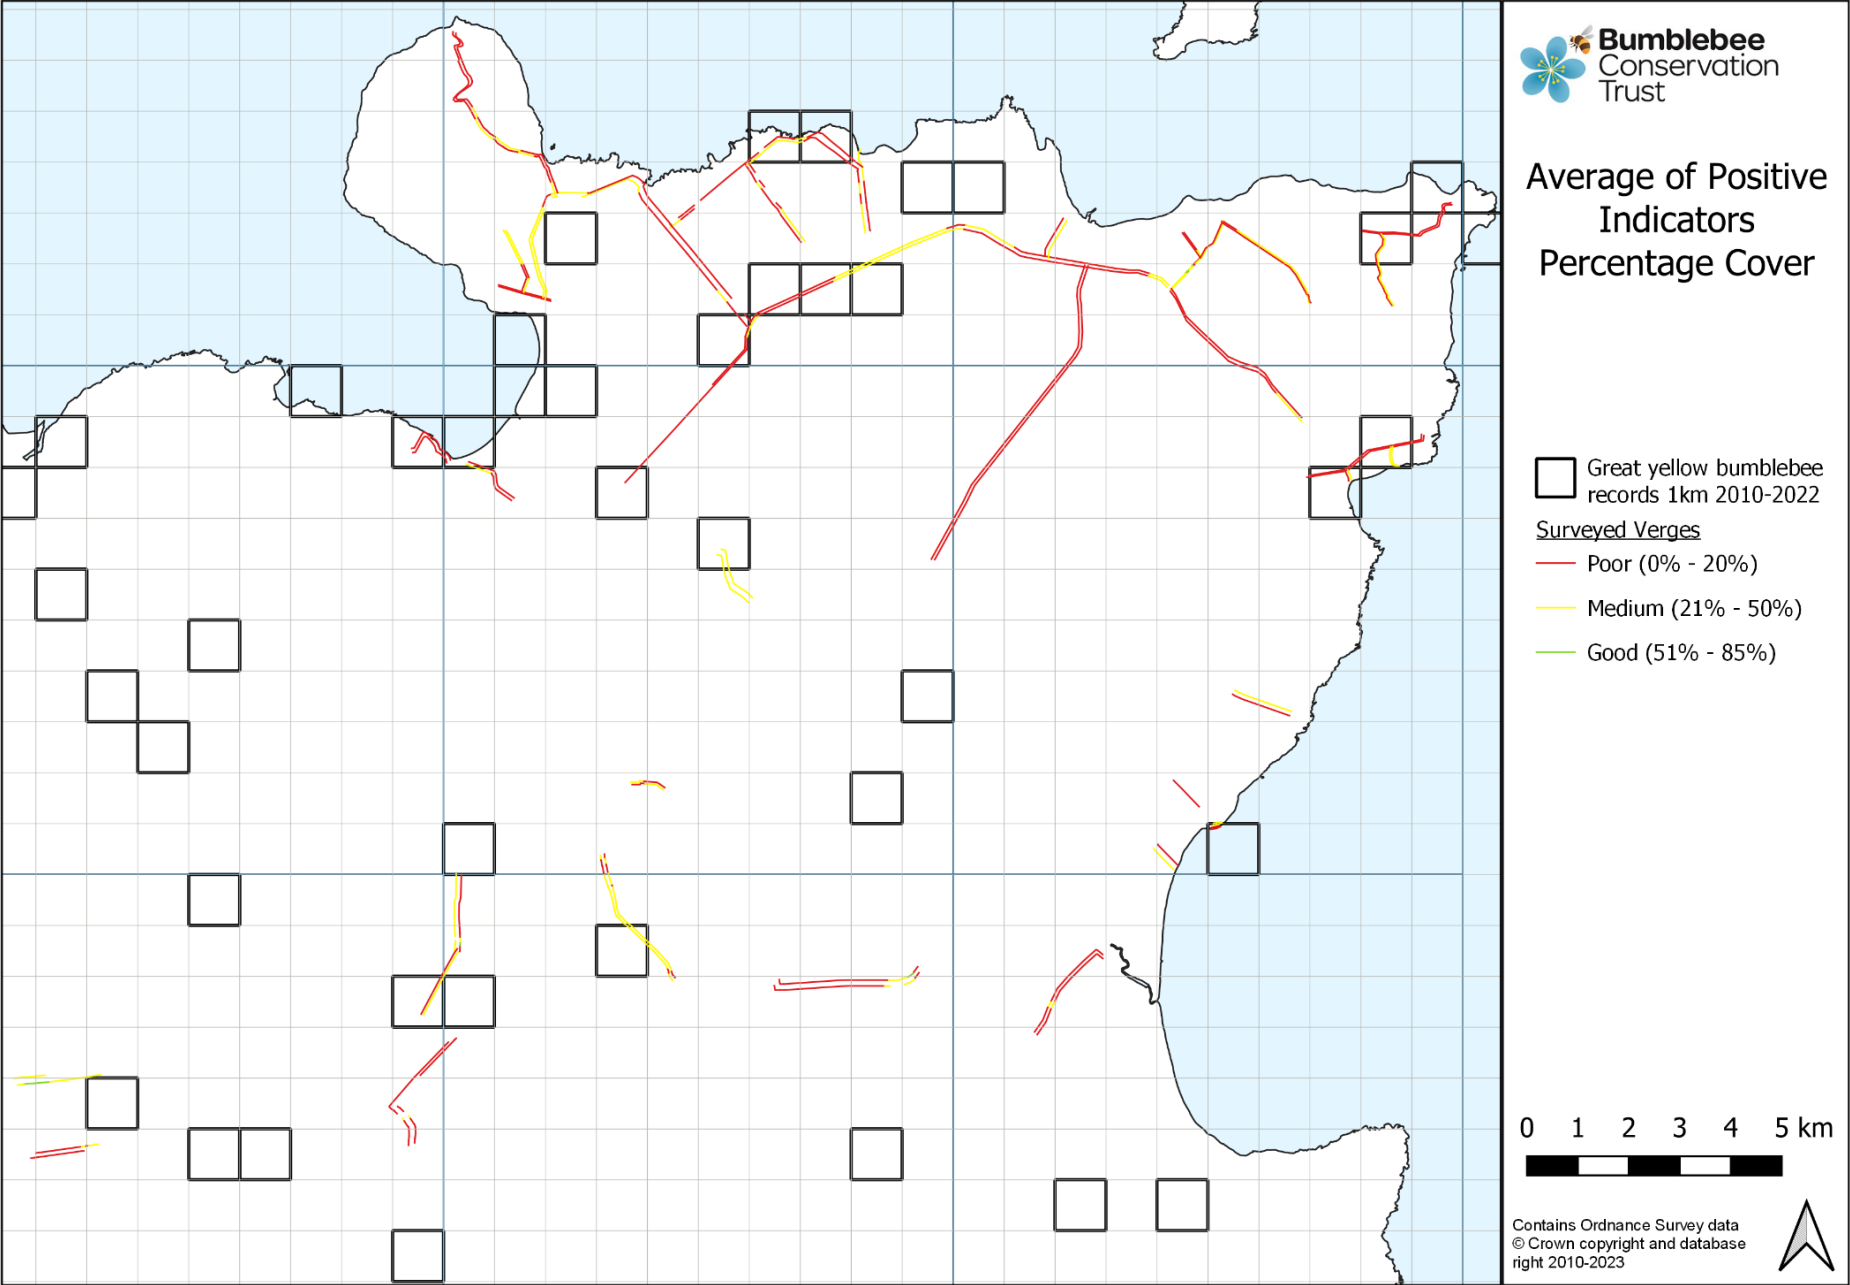 Bumblebee
Conservation
Trust
Average of Positive
Indicators
Percentage Cover
Great yellow bumblebee
records 1km 2010-2022
Surveyed Verges
Poor (0% - 20%)
Medium (21% - 50%)
Good (51% - 85%)
0 1 2 3 4 5 km
Contains Ordnance Survey data
© Crown copyright and database
right 2010-2023